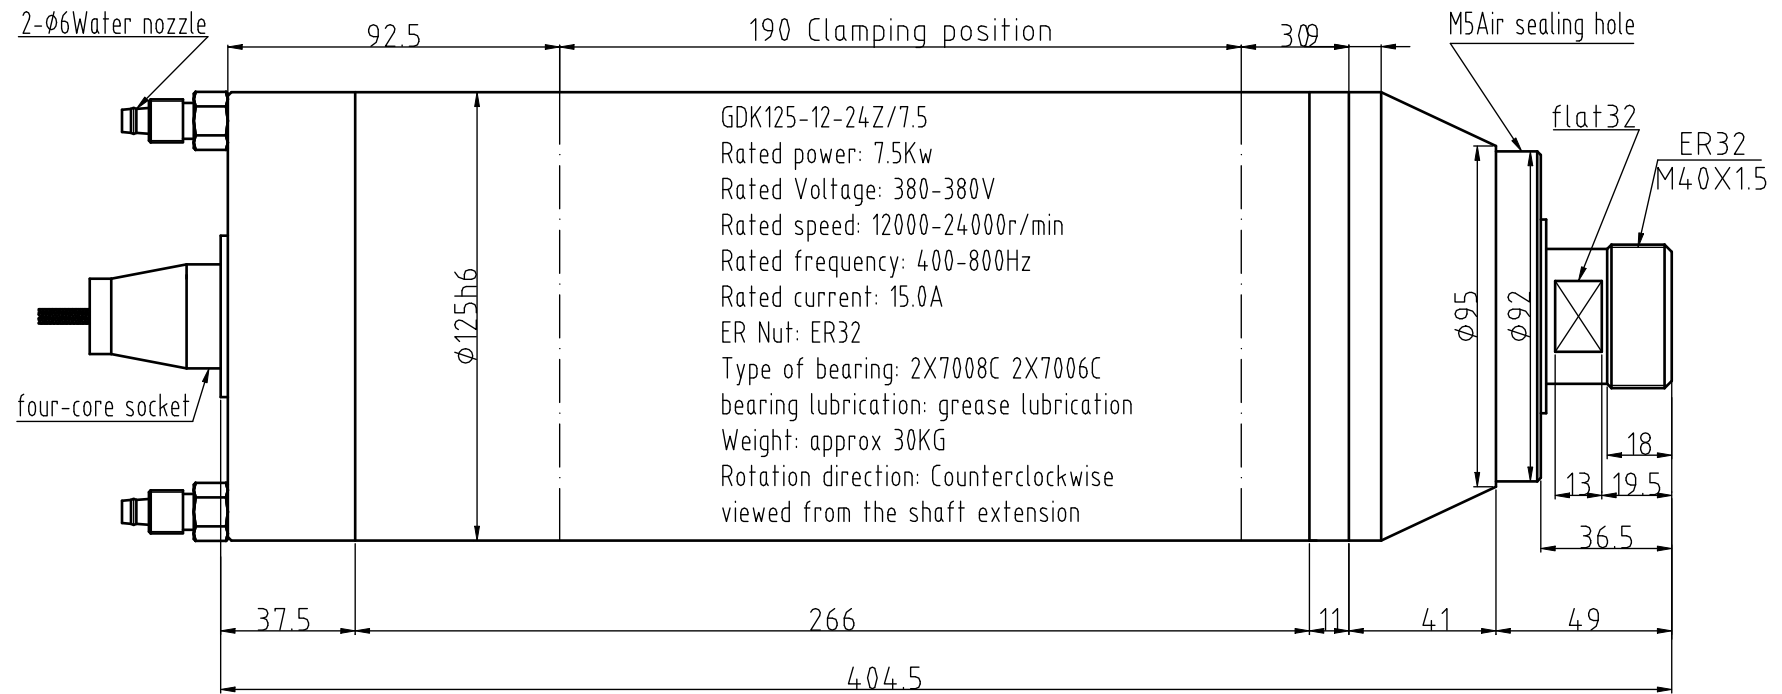 2-Φ6Water nozzle
92.5
190 Clamping position
30
9
M5Air sealing hole
flat32
ER32
M40X1.5
GDK125-12-24Z/7.5
Rated power: 7.5Kw
Rated Voltage: 380-380V
Rated speed: 12000-24000r/min
Rated frequency: 400-800Hz
Rated current: 15.0A
ER Nut: ER32
Type of bearing: 2X7008C 2X7006C
bearing lubrication: grease lubrication
Weight: approx 30KG
Rotation direction: Counterclockwise
viewed from the shaft extension
Φ125h6
Φ95
Φ92
four-core socket
18
13
19.5
36.5
37.5
266
11
41
49
404.5